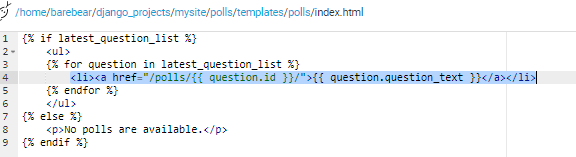 /home/barebear/django_projects/mysite/polls/templates/polls/index.html
1 {% if latest_question_list %}
2 <ul>
3 {% for question in latest_question_list %}
4 <li><a href="/polls/{{ question.id }}/">{{ question.question_text }}</a></li>
5 {% endfor %}
6 </ul>
7 {% else %}
8 <p>No polls are available.</p>
9 {% endif %}